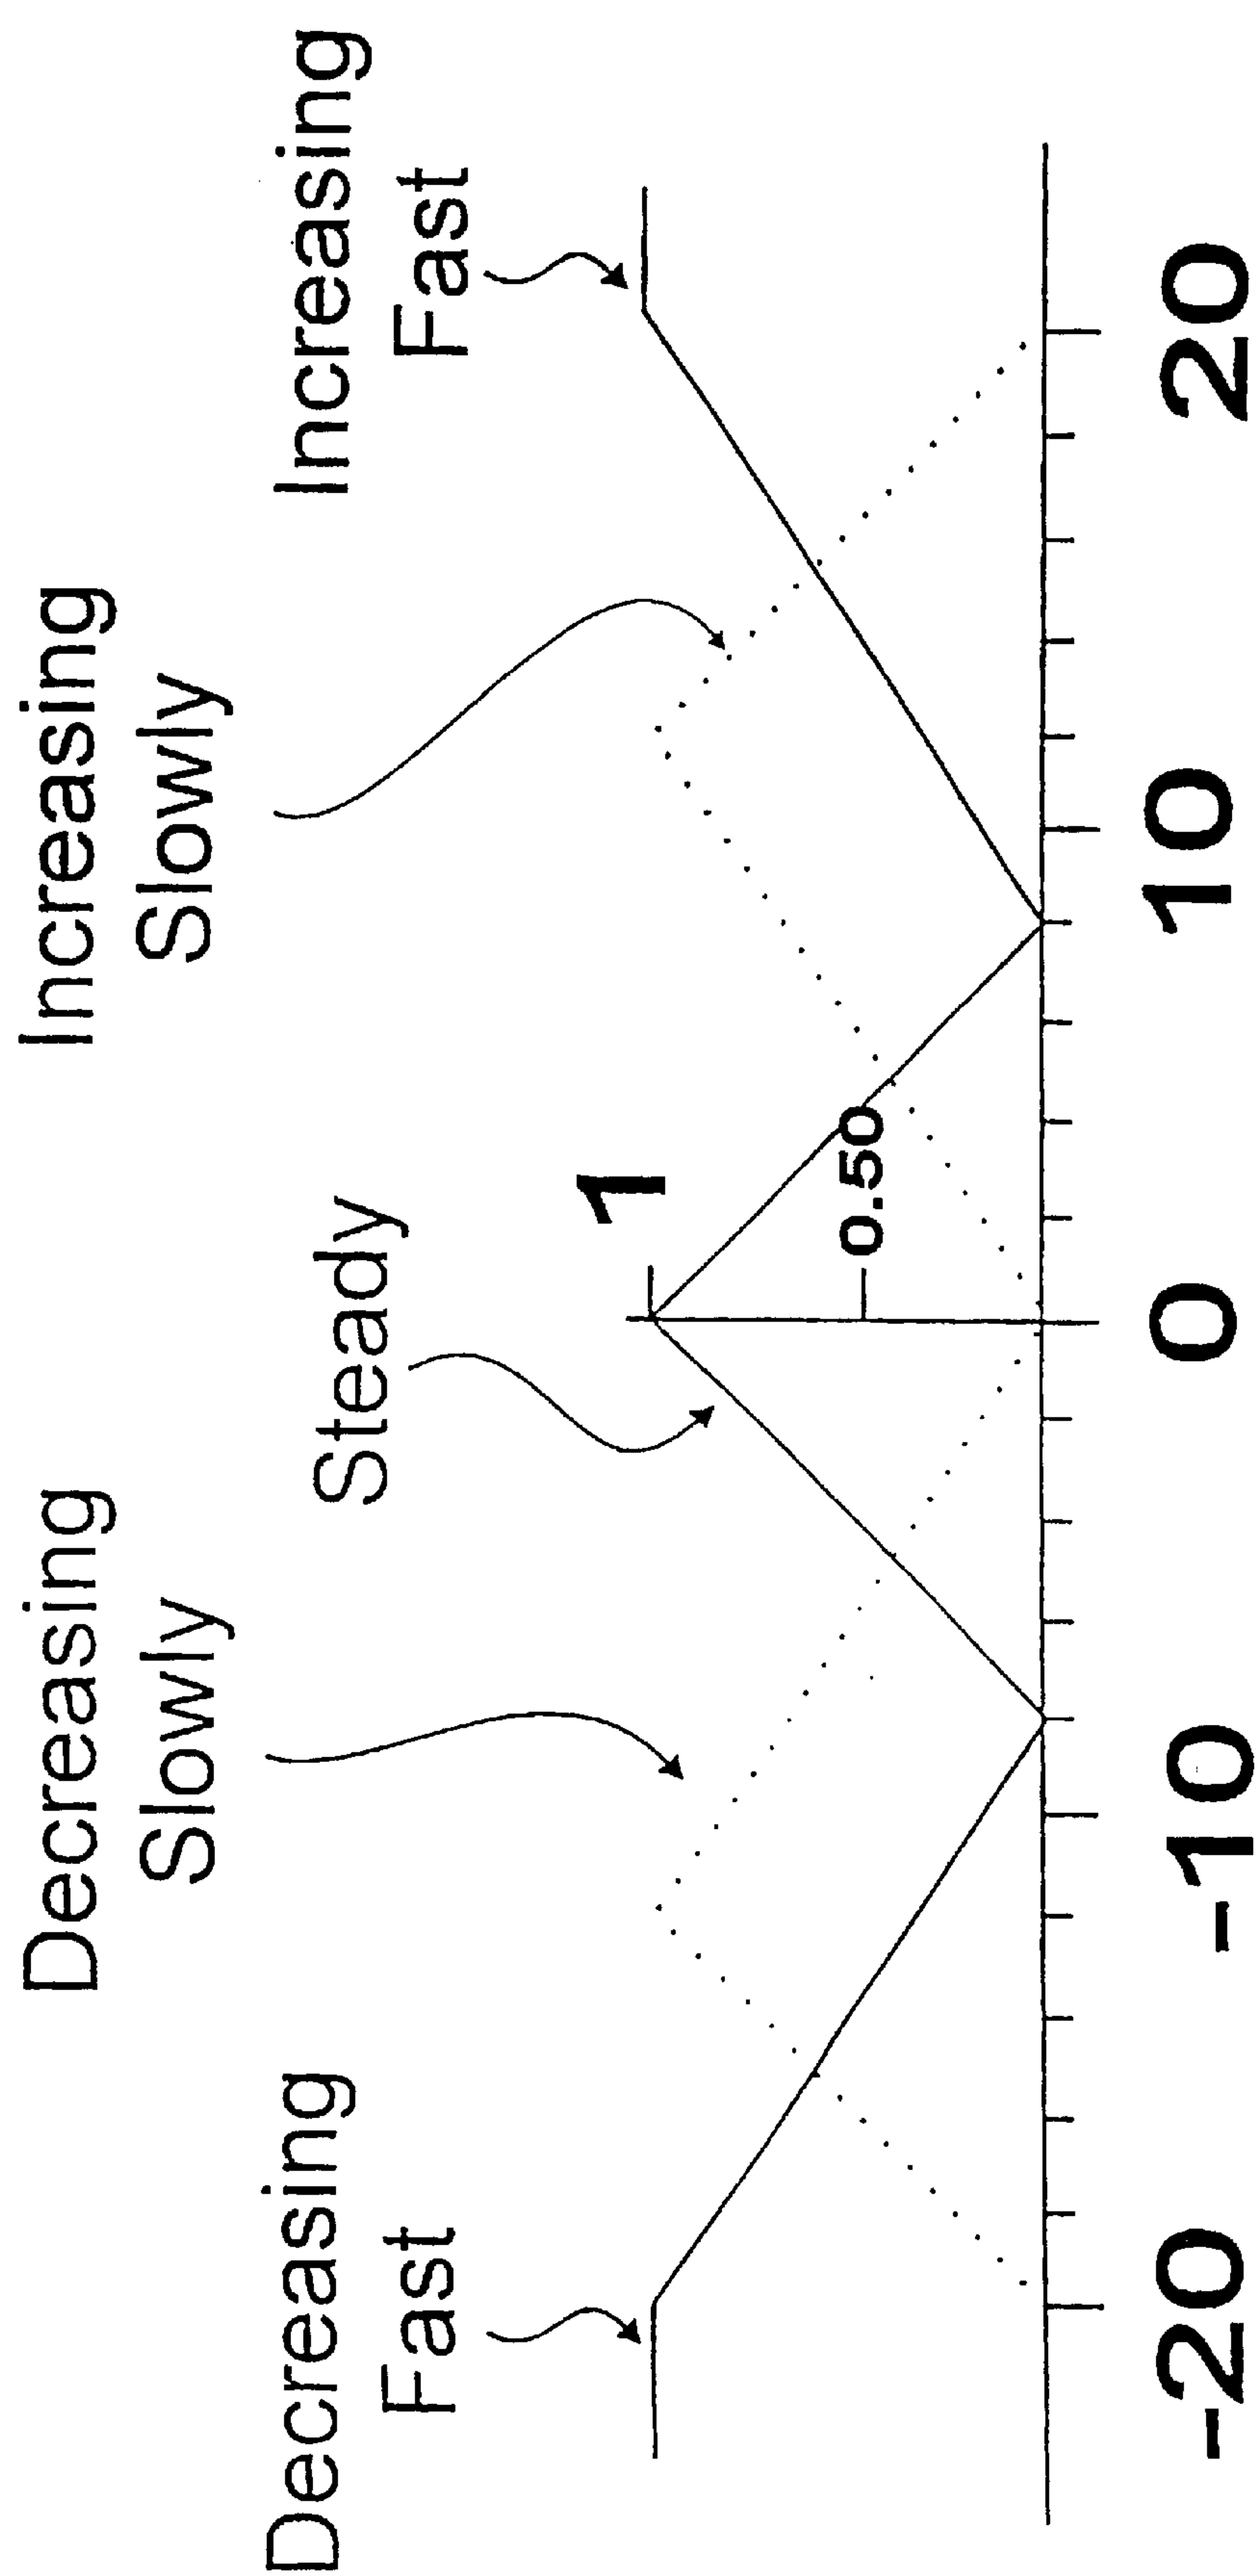 Decreasing
Fast
Decreasing
Slowly
Steady
Increasing
Slowly
Increasing
Fast
1
0.50
-20
-10
0
10
20